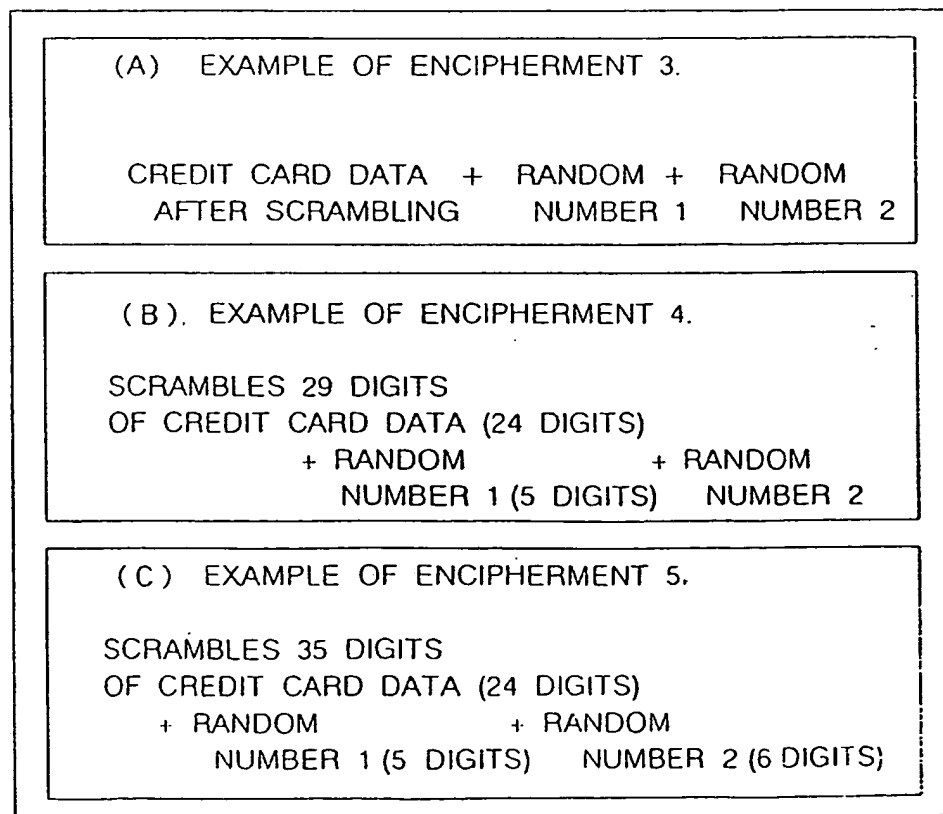 (A) EXAMPLE OF ENCIPHERMENT 3.
CREDIT CARD DATA + RANDOM + RANDOM
AFTER SCRAMBLING NUMBER 1 NUMBER 2
(B). EXAMPLE OF ENCIPHERMENT 4.
SCRAMBLES 29 DIGITS
OF CREDIT CARD DATA (24 DIGITS)
+ RANDOM + RANDOM
NUMBER 1 (5 DIGITS) NUMBER 2
(C) EXAMPLE OF ENCIPHERMENT 5.
SCRAMBLES 35 DIGITS
OF CREDIT CARD DATA (24 DIGITS)
+ RANDOM + RANDOM
NUMBER 1 (5 DIGITS) NUMBER 2 (6 DIGITS)